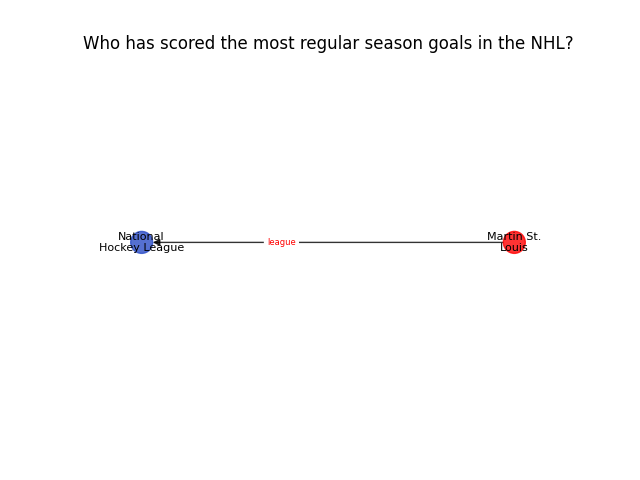 Who has scored the most regular season goals in the NHL?
National
Hockey League
league
Martin St.
Louis